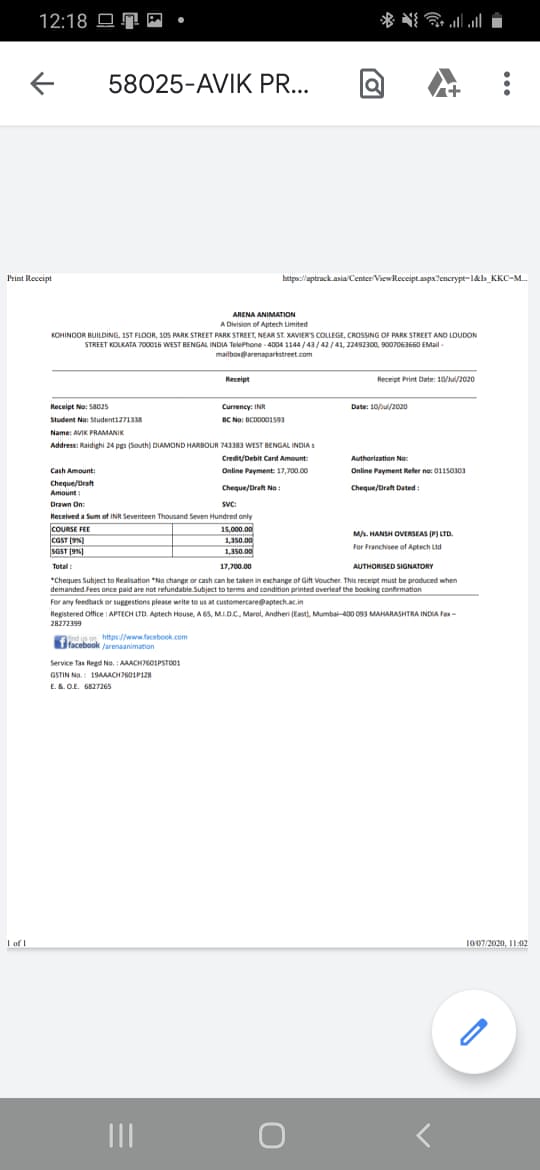 12:18
58025-AVIK PR...
Print Receipt
https://aptrack.asia/Center/ViewReceipt.aspx?encrypt=1&ls_KKC=M...
ARENA ANIMATION
A Division of Aptech Limited
KOHINOOR BUILDING, 1ST FLOOR, 105 PARK STREET PARK STREET, NEAR ST. XAVIER'S COLLEGE, CROSSING OF PARK STREET AND LOUDON
STREET KOLKATA 700016 WEST BENGAL INDIA TelePhone - 4004 1144 / 43 / 42 / 41, 22492300, 9007063660 EMail -
mailbox@arenaparkstreet.com
Receipt Receipt Print Date: 10/Jul/2020
Receipt No: 58025 Currency: INR Date: 10/Jul/2020
Student No: Student1271338 BC No: BC00001593
Name: AVIK PRAMANIK
Address: Raidighi 24 pgs (South) DIAMOND HARBOUR 743383 WEST BENGAL INDIA s
Credit/Debit Card Amount: Authorization No:
Cash Amount: Online Payment: 17,700.00 Online Payment Refer no: 01150303
Cheque/Draft
Amount : Cheque/Draft No : Cheque/Draft Dated :
Drawn On: SVC:
Received a Sum of INR Seventeen Thousand Seven Hundred only
COURSE FEE 15,000.00
CGST [9%] 1,350.00
SGST [9%] 1,350.00
M/s. HANSH OVERSEAS (P) LTD.
For Franchisee of Aptech Ltd
Total : 17,700.00 AUTHORISED SIGNATORY
*Cheques Subject to Realisation *No change or cash can be taken in exchange of Gift Voucher. This receipt must be produced when
demanded.Fees once paid are not refundable.Subject to terms and condition printed overleaf the booking confirmation
For any feedback or suggestions please write to us at customercare@aptech.ac.in
Registered Office : APTECH LTD. Aptech House, A 65, M.I.D.C., Marol, Andheri (East), Mumbai-400 093 MAHARASHTRA INDIA Fax -
28272399
find us on
facebook
https://www.facebook.com
/arenaanimation
Service Tax Regd No. : AAACH7601PST001
GSTIN No. : 19AAACH7601P1Z8
E. &. O.E. 6827265
1 of 1
10/07/2020, 11:02